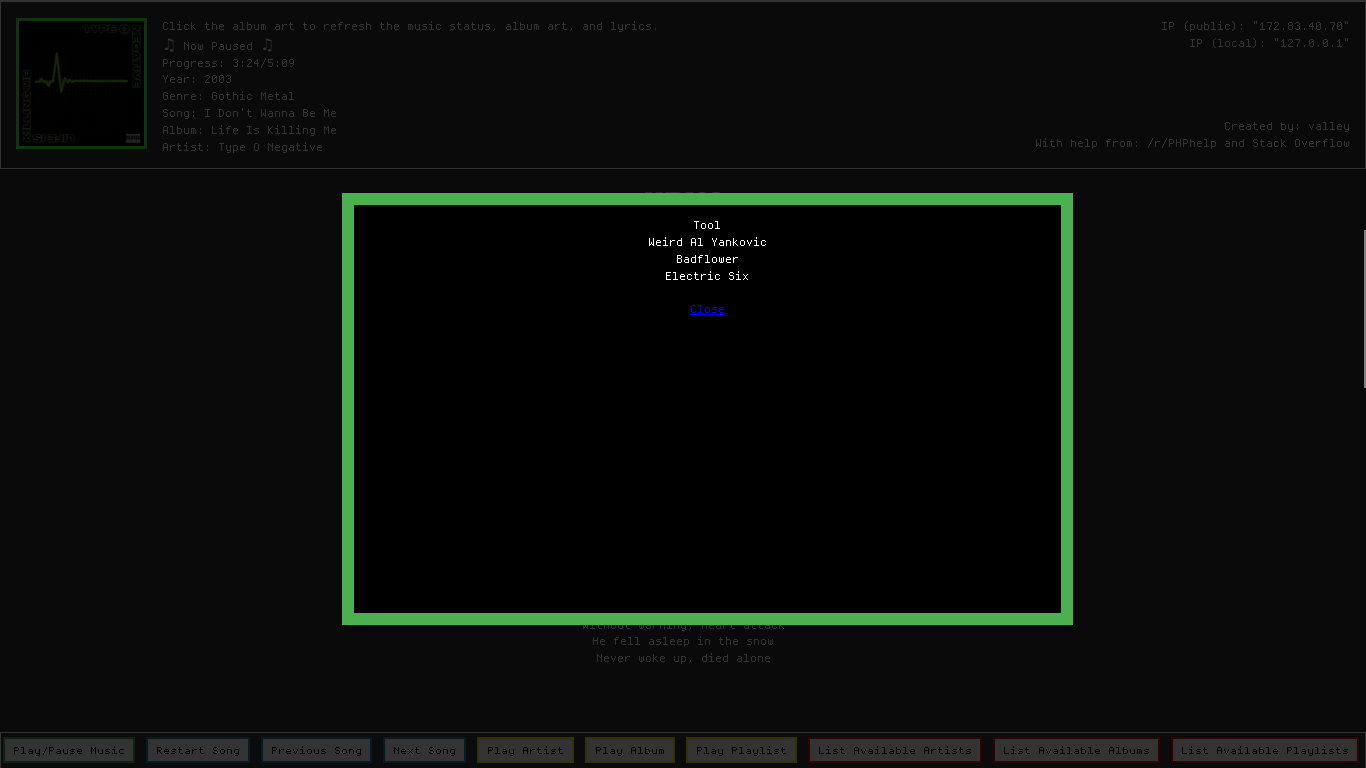 Click the album art to refresh the music status, album art, and lyrics.
♫ Now Paused ♫
Progress: 3:24/5:09
Year: 2003
Genre: Gothic Metal
Song: I Don't Wanna Be Me
Album: Life Is Killing Me
Artist: Type O Negative
TYPE O NEGATIVE
IP (public): "172.83.40.70"
IP (local): "127.0.0.1"
Created by: valley
With help from: /r/PHPhelp and Stack Overflow
Tool
Weird Al Yankovic
Badflower
Electric Six
Close
Without warning, heart attack
He fell asleep in the snow
Never woke up, died alone
Play/Pause Music
Restart Song
Previous Song
Next Song
Play Artist
Play Album
Play Playlist
List Available Artists
List Available Albums
List Available Playlists